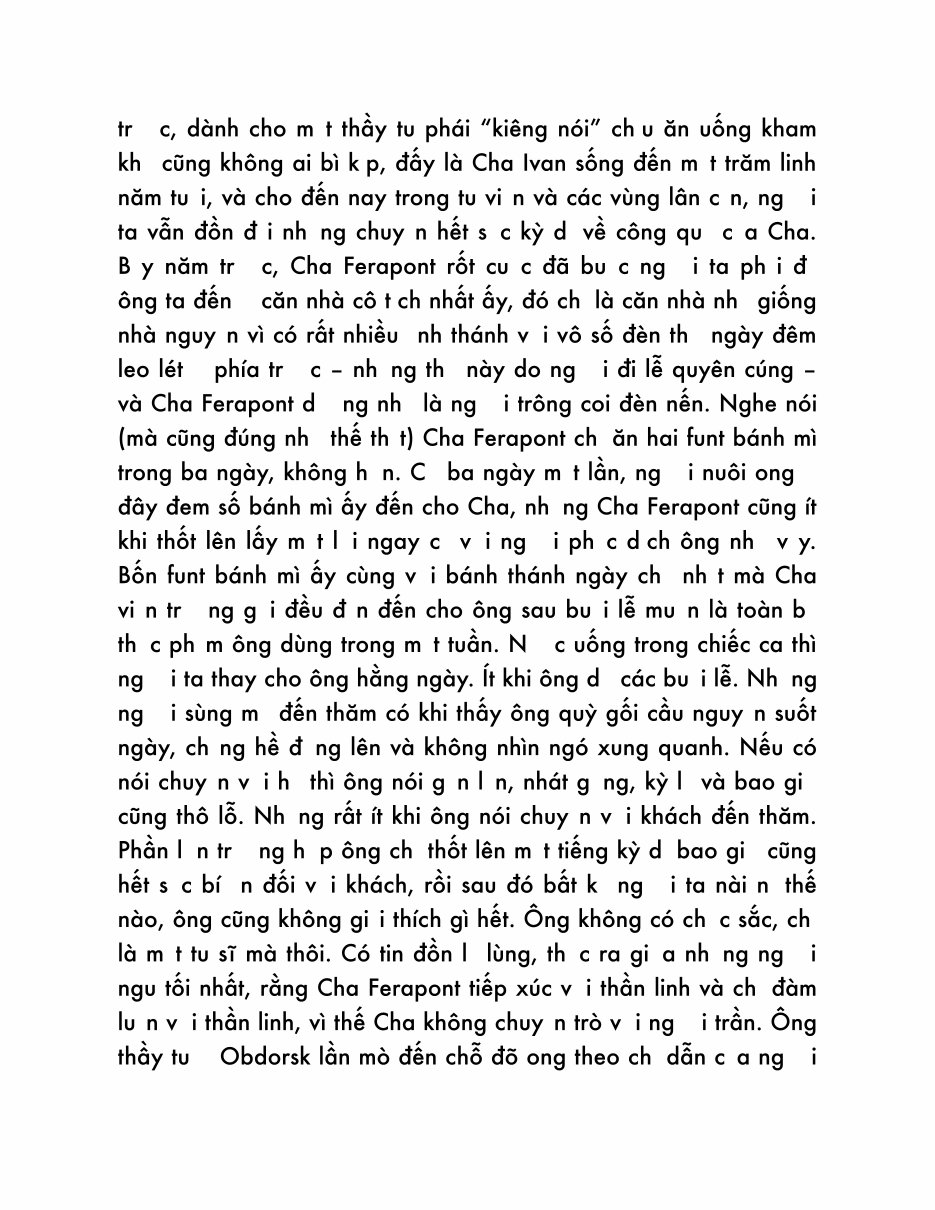 tr c, dành cho m t thầy tu phái “kiêng nói” ch u ăn uống kham
kh cũng không ai bì k p, đấy là Cha Ivan sống đến m t trăm linh
năm tu i, và cho đến nay trong tu vi n và các vùng lân c n, ng i
ta vẫn đồn đ i nh ng chuy n hết s c kỳ d về công qu c a Cha.
B y năm tr c, Cha Ferapont rốt cu c đã bu c ng i ta ph i đ
ông ta đến căn nhà cô t ch nhất ấy, đó ch là căn nhà nh giống
nhà nguy n vì có rất nhiều nh thánh v i vô số đèn th ngày đêm
leo lét phía tr c – nh ng th này do ng i đi lễ quyên cúng –
và Cha Ferapont d ng nh là ng i trông coi đèn nến. Nghe nói
(mà cũng đúng nh thế th t) Cha Ferapont ch ăn hai funt bánh mì
trong ba ngày, không h n. C ba ngày m t lần, ng i nuôi ong
đây đem số bánh mì ấy đến cho Cha, nh ng Cha Ferapont cũng ít
khi thốt lên lấy m t l i ngay c v i ng i ph c d ch ông nh v y.
Bốn funt bánh mì ấy cùng v i bánh thánh ngày ch nh t mà Cha
vi n tr ng g i đều đ n đến cho ông sau bu i lễ mu n là toàn b
th c ph m ông dùng trong m t tuần. N c uống trong chiếc ca thì
ng i ta thay cho ông hằng ngày. Ít khi ông d các bu i lễ. Nh ng
ng i sùng m đến thăm có khi thấy ông quỳ gối cầu nguy n suốt
ngày, ch ng hề đ ng lên và không nhìn ngó xung quanh. Nếu có
nói chuy n v i h thì ông nói g n l n, nhát g ng, kỳ l và bao gi
cũng thô lỗ. Nh ng rất ít khi ông nói chuy n v i khách đến thăm.
Phần l n tr ng h p ông ch thốt lên m t tiếng kỳ d bao gi cũng
hết s c bí n đối v i khách, rồi sau đó bất k ng i ta nài n thế
nào, ông cũng không gi i thích gì hết. Ông không có ch c sắc, ch
là m t tu sĩ mà thôi. Có tin đồn l lùng, th c ra gi a nh ng ng i
ngu tối nhất, rằng Cha Ferapont tiếp xúc v i thần linh và ch đàm
lu n v i thần linh, vì thế Cha không chuy n trò v i ng i trần. Ông
thầy tu Obdorsk lần mò đến chỗ đõ ong theo ch dẫn c a ng i